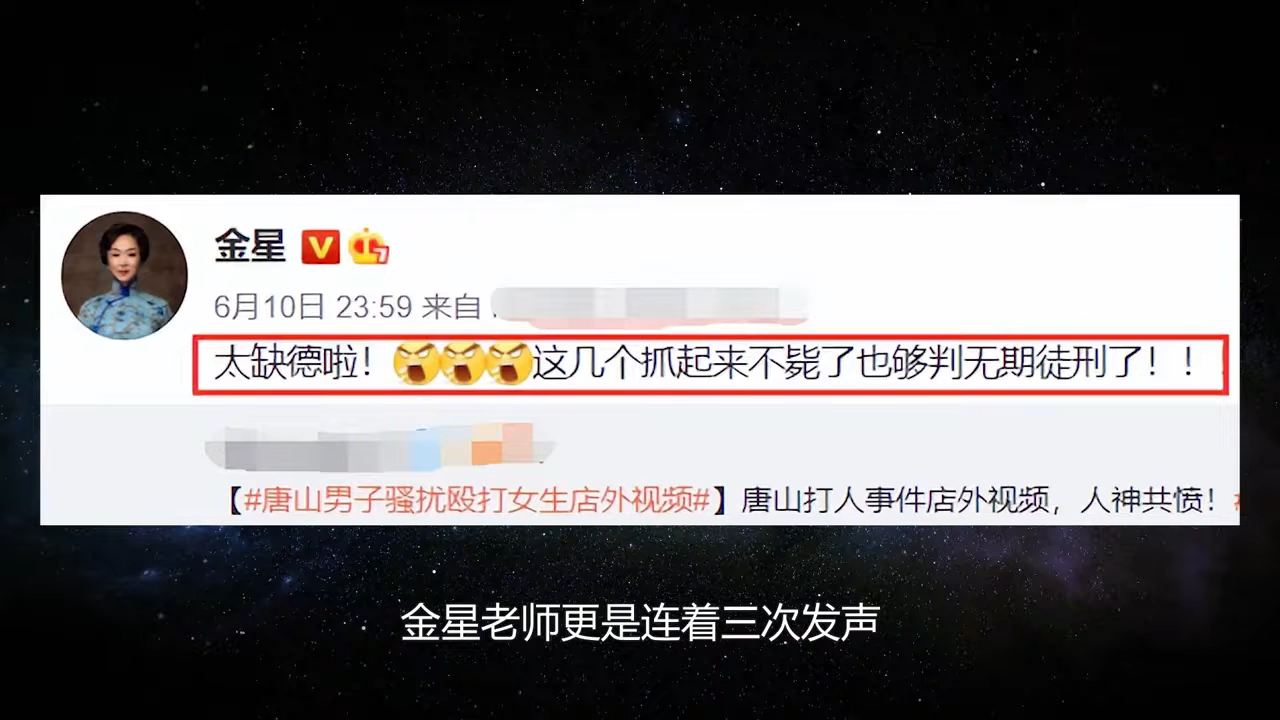 金星
6月10日 23:59 来自
太缺德啦！这几个抓起来不毙了也够判无期徒刑了！！
【#唐山男子骚扰殴打女生店外视频#】唐山打人事件店外视频，人神共愤！#
金星老师更是连着三次发声